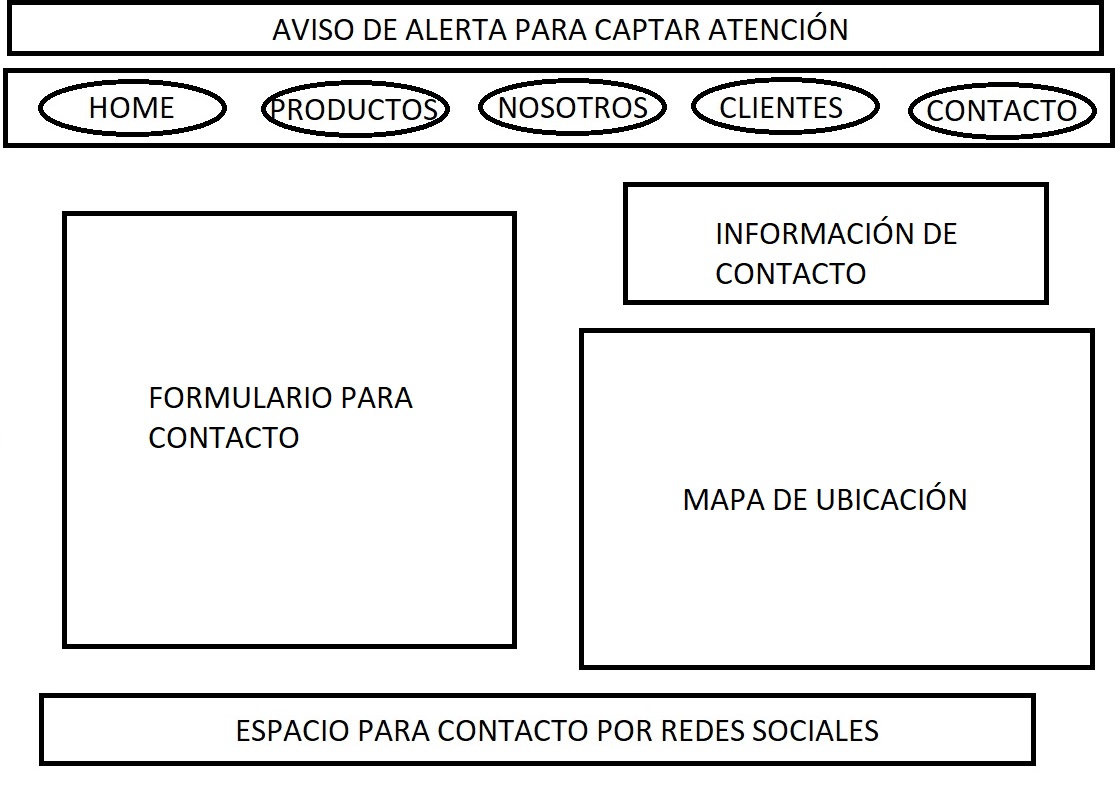 AVISO DE ALERTA PARA CAPTAR ATENCIÓN
HOME
PRODUCTOS
NOSOTROS
CLIENTES
CONTACTO
FORMULARIO PARA
CONTACTO
INFORMACIÓN DE
CONTACTO
MAPA DE UBICACIÓN
ESPACIO PARA CONTACTO POR REDES SOCIALES